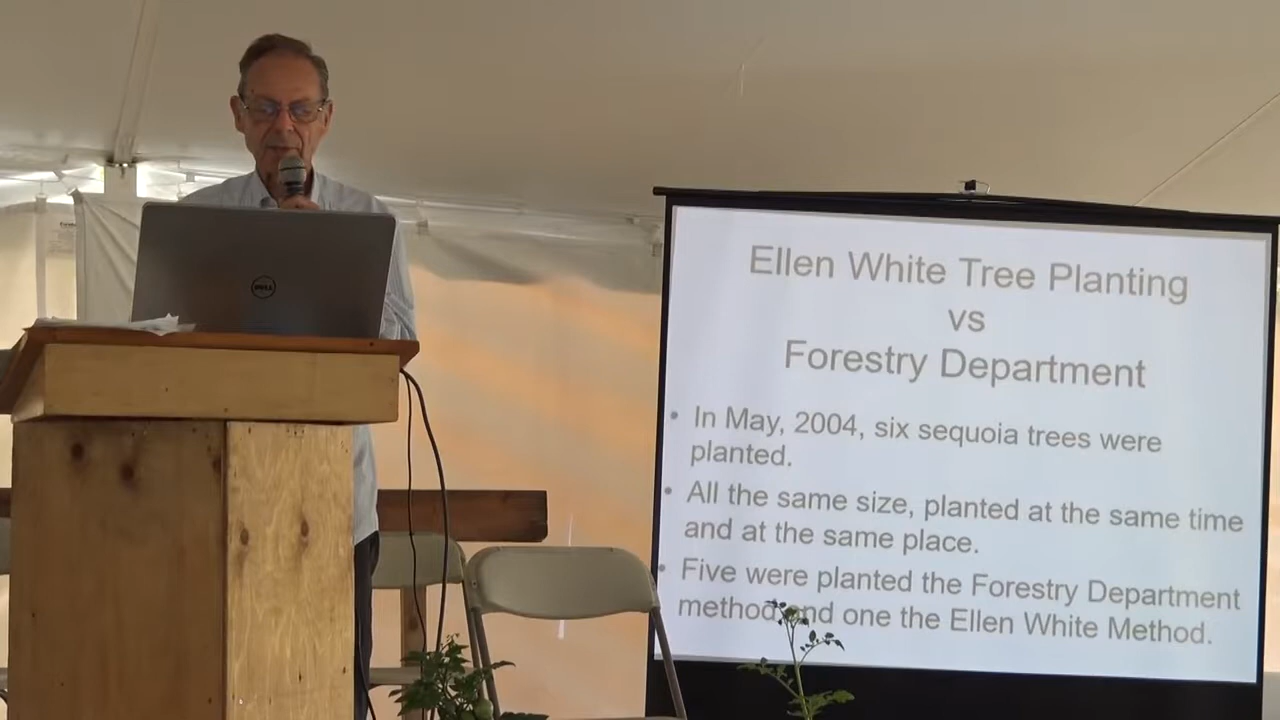 Ellen White Tree Planting
vs
Forestry Department
• In May, 2004, six sequoia trees were
planted.
• All the same size, planted at the same time
and at the same place.
• Five were planted the Forestry Department
method and one the Ellen White Method.
DELL